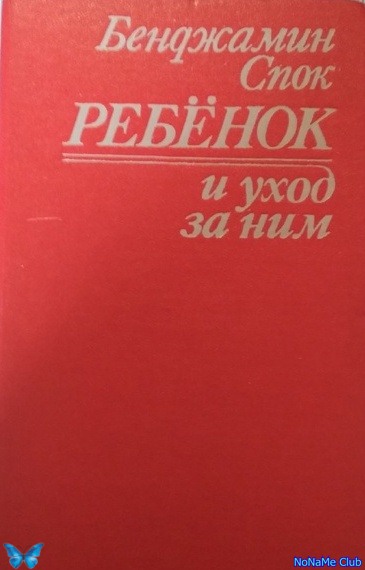 Бенджамин
Спок
РЕБЁНОК
и уход
за ним
NoNaMe Club